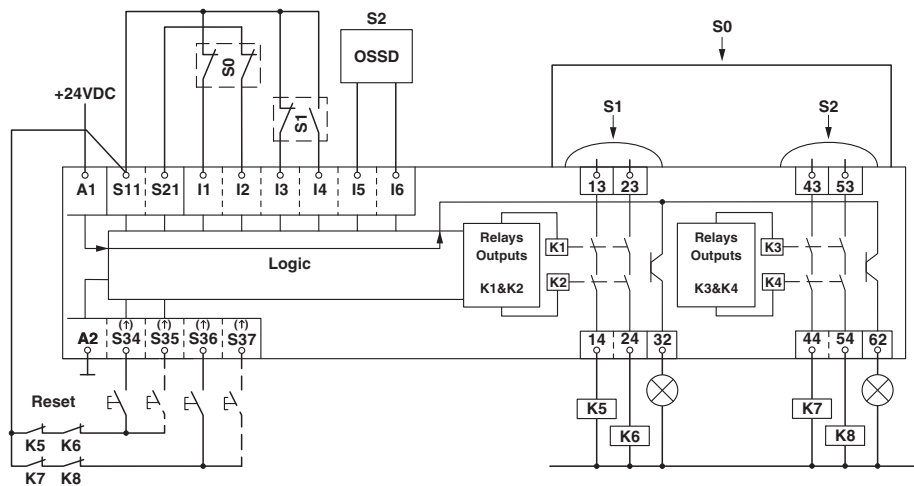 S2
S0
OSSD
S0
+24VDC
S1
S1
S2
A1 S11 S21 I1 I2 I3 I4 I5 I6
13 23
43 53
Relays
Outputs
K1&K2
K1
K2
Relays
Outputs
K3&K4
K3
K4
Logic
(↑) (↑) (↑) (↑)
A2 S34 S35 S36 S37
14 24 32
44 54 62
Reset
K5
K6
K7
K8
K5 K6
K7 K8